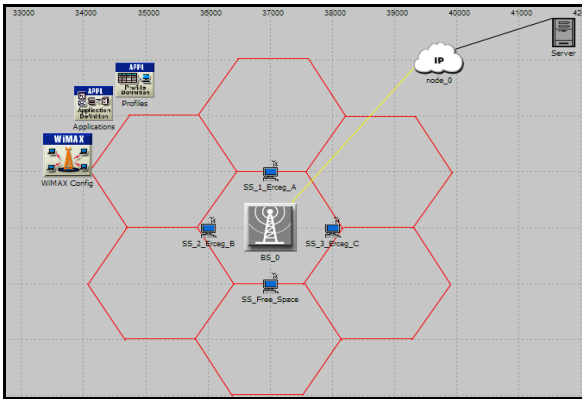 33000 34000 35000 36000 37000 38000 39000 40000 41000
APPL
Profile
Definition
Profiles
APPL
Application
Definition
Applications
WiMAX
WiMAX Config
IP
node_0
Server
SS_1_Erceg_A
SS_2_Erceg_B
SS_3_Erceg_C
BS_0
SS_Free_Space